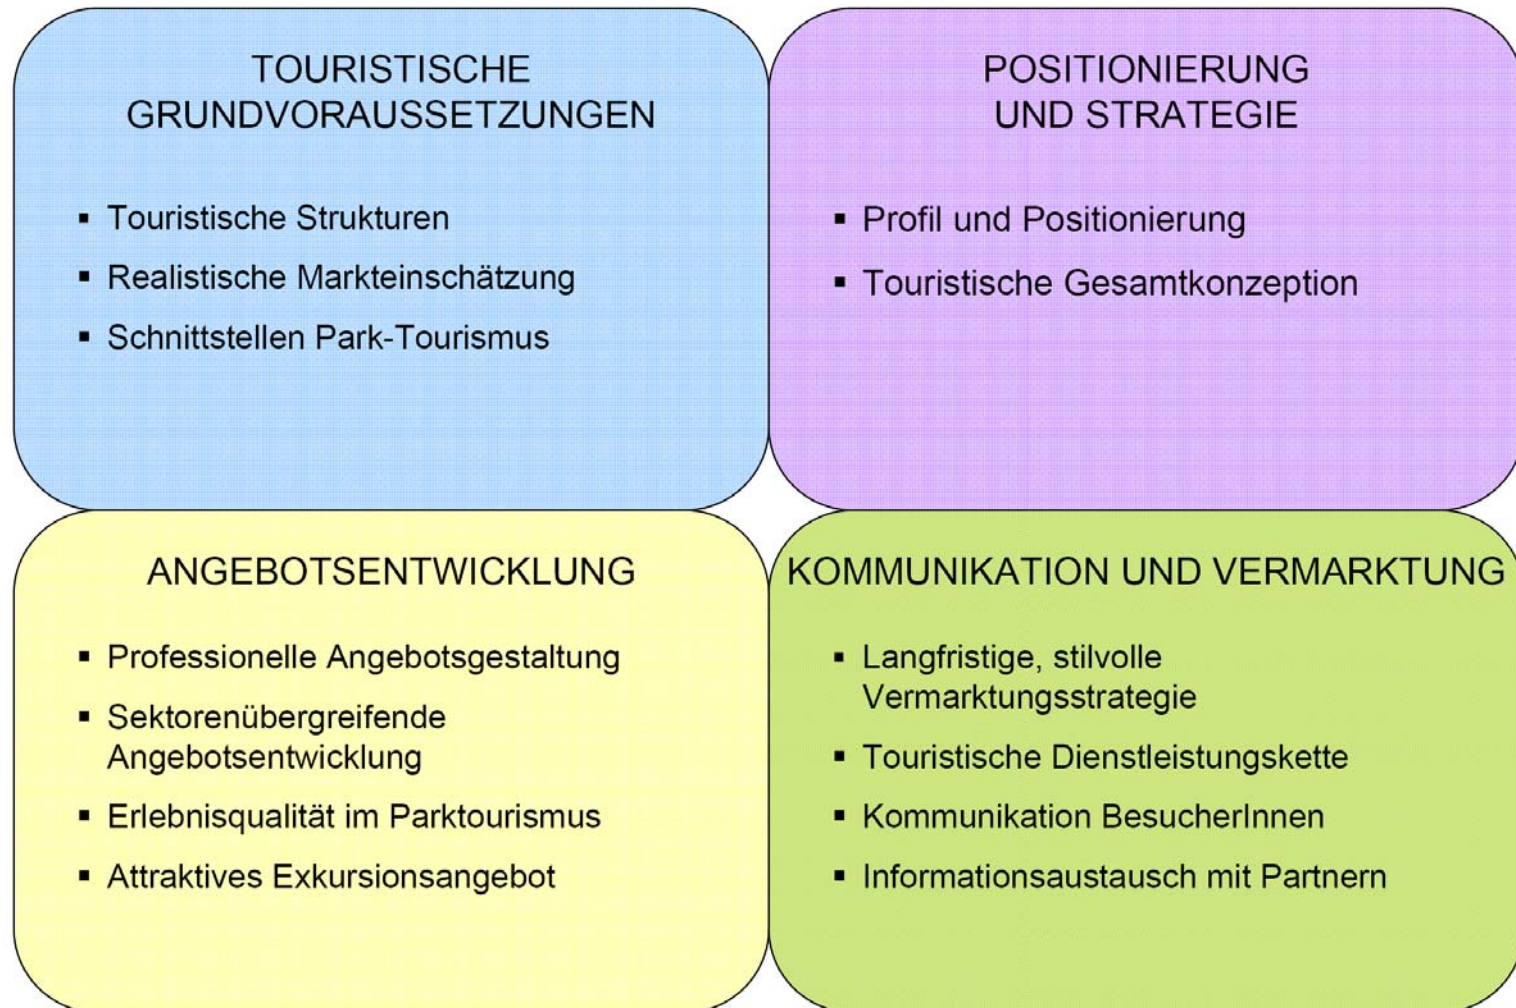 TOURISTISCHE
GRUNDVORAUSSETZUNGEN
▪ Touristische Strukturen
▪ Realistische Markteinschätzung
▪ Schnittstellen Park-Tourismus
POSITIONIERUNG
UND STRATEGIE
▪ Profil und Positionierung
▪ Touristische Gesamtkonzeption
ANGEBOTSENTWICKLUNG
▪ Professionelle Angebotsgestaltung
▪ Sektorenübergreifende
Angebotsentwicklung
▪ Erlebnisqualität im Parktourismus
▪ Attraktives Exkursionsangebot
KOMMUNIKATION UND VERMARKTUNG
▪ Langfristige, stilvolle
Vermarktungsstrategie
▪ Touristische Dienstleistungskette
▪ Kommunikation BesucherInnen
▪ Informationsaustausch mit Partnern